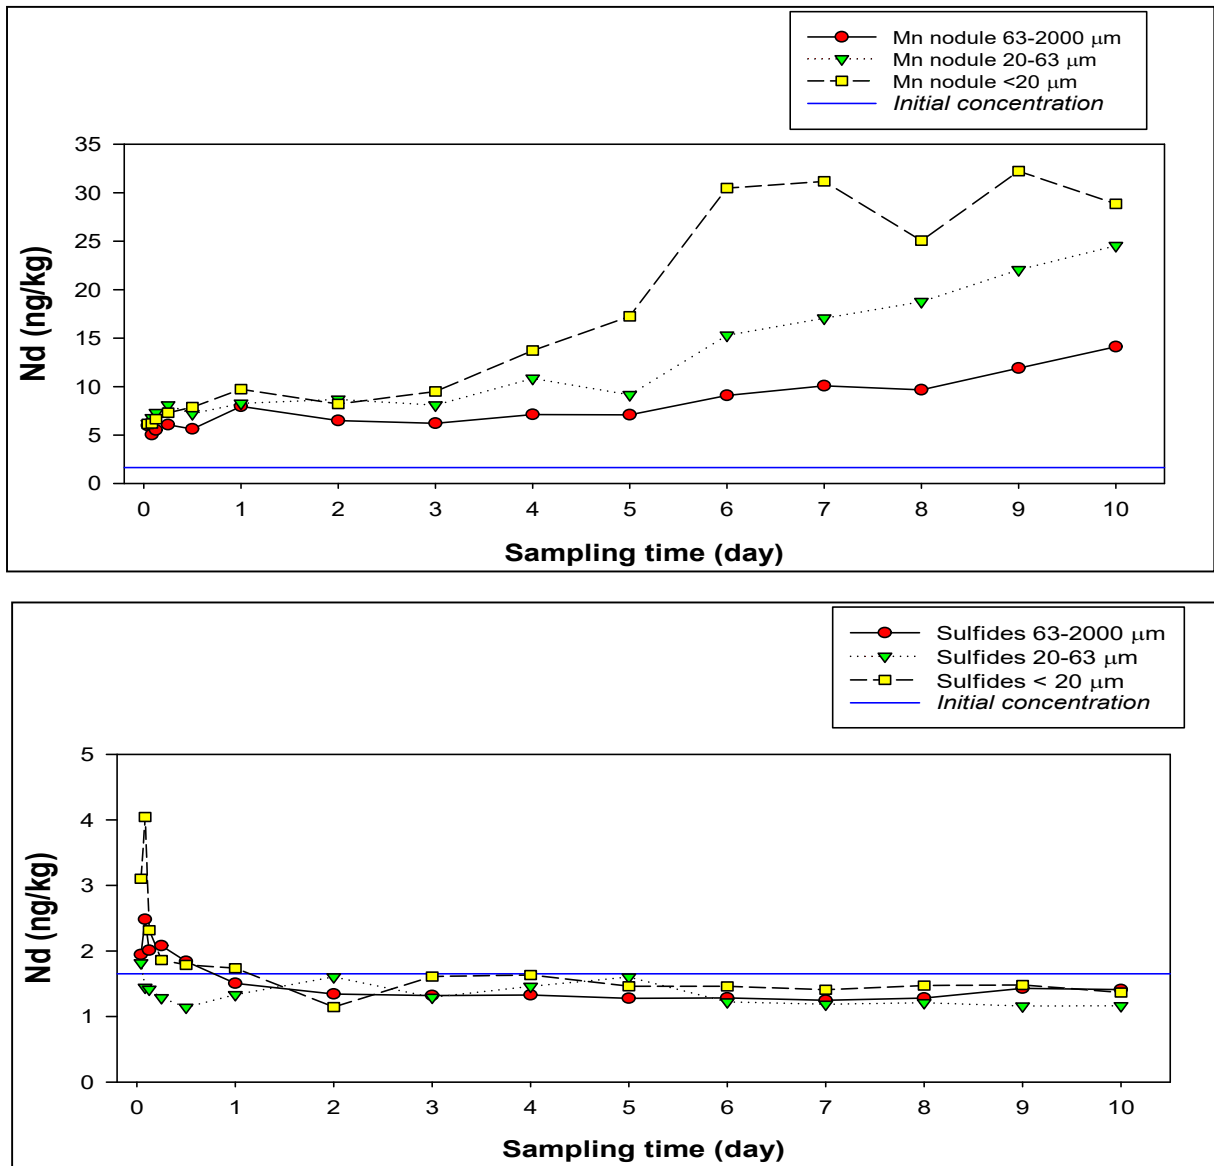 Mn nodule 63-2000 μm
Mn nodule 20-63 μm
Mn nodule <20 μm
Initial concentration
35
30
25
20
15
10
5
0
Nd (ng/kg)
0 1 2 3 4 5 6 7 8 9 10
Sampling time (day)
Sulfides 63-2000 μm
Sulfides 20-63 μm
Sulfides < 20 μm
Initial concentration
5
4
3
2
1
0
Nd (ng/kg)
0 1 2 3 4 5 6 7 8 9 10
Sampling time (day)